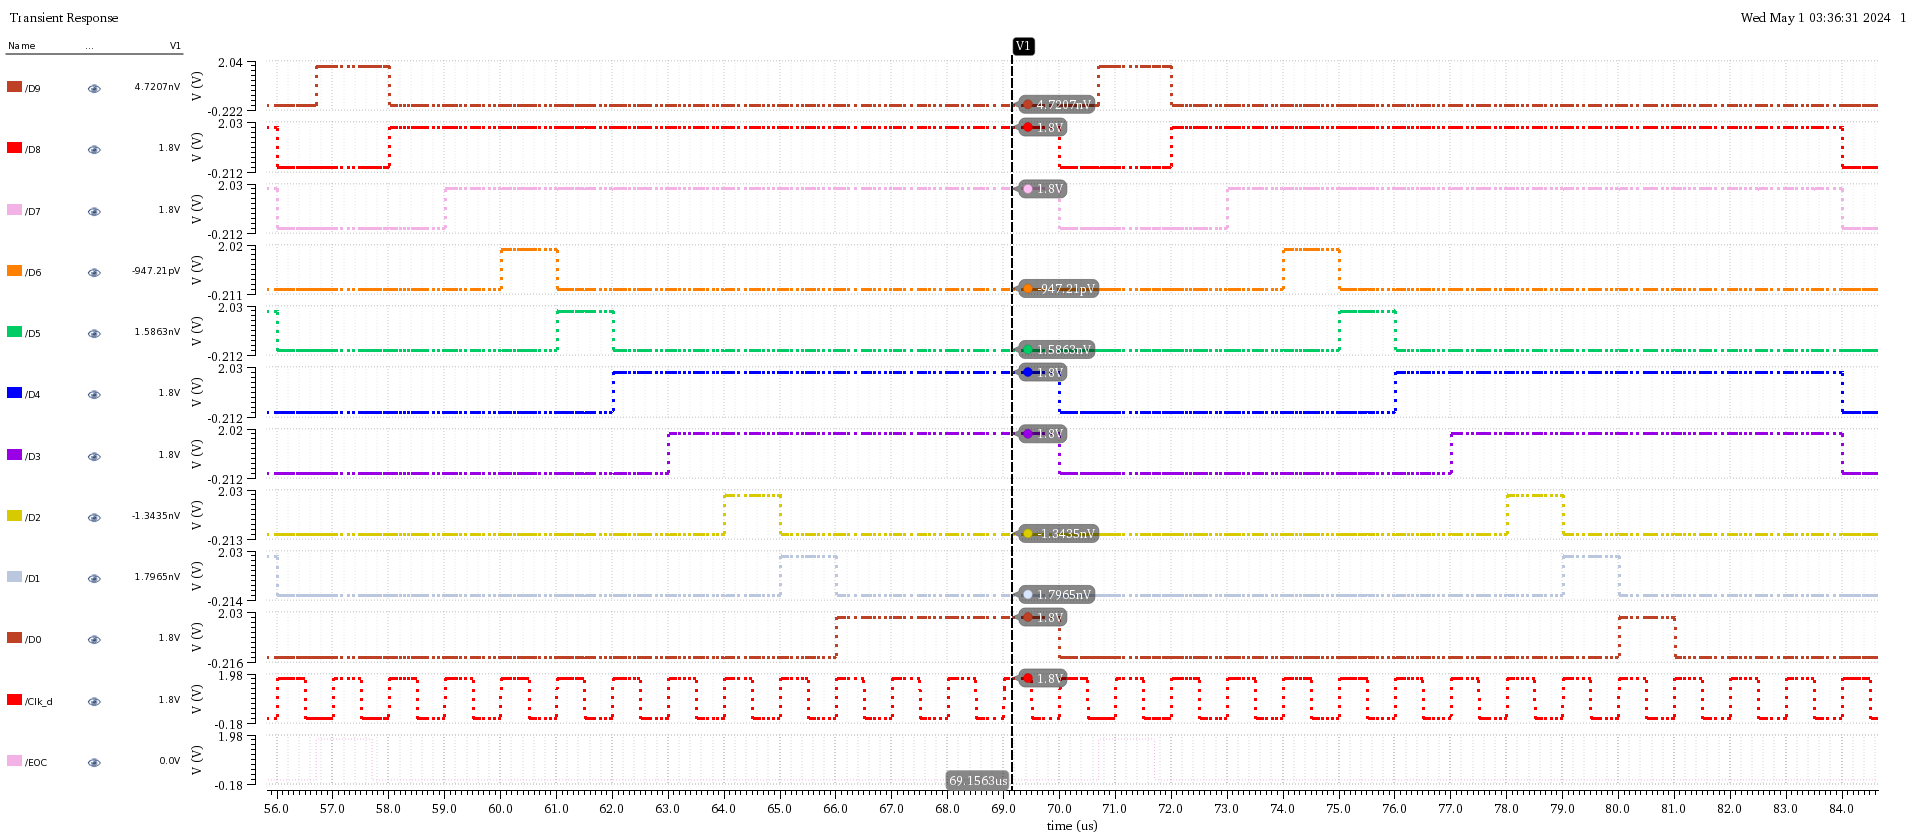 Transient Response
Wed May 1 03:36:31 2024 1
Name ... V1
V1
/D9 4.7207nV
V (V)
2.04
-0.222
4.7207nV
/D8 1.8V
V (V)
2.03
-0.212
1.8V
/D7 1.8V
V (V)
2.03
-0.212
1.8V
/D6 -947.21pV
V (V)
2.02
-0.211
-947.21pV
/D5 1.5863nV
V (V)
2.03
-0.212
1.5863nV
/D4 1.8V
V (V)
2.03
-0.212
1.8V
/D3 1.8V
V (V)
2.02
-0.212
1.8V
/D2 -1.3435nV
V (V)
2.03
-0.213
-1.3435nV
/D1 1.7965nV
V (V)
2.03
-0.214
1.7965nV
/D0 1.8V
V (V)
2.03
-0.216
1.8V
/Clk_d 1.8V
V (V)
1.98
-0.18
1.8V
/EOC 0.0V
V (V)
1.98
-0.18
69.1563us
56.0 57.0 58.0 59.0 60.0 61.0 62.0 63.0 64.0 65.0 66.0 67.0 68.0 69.0 70.0 71.0 72.0 73.0 74.0 75.0 76.0 77.0 78.0 79.0 80.0 81.0 82.0 83.0 84.0
time (us)